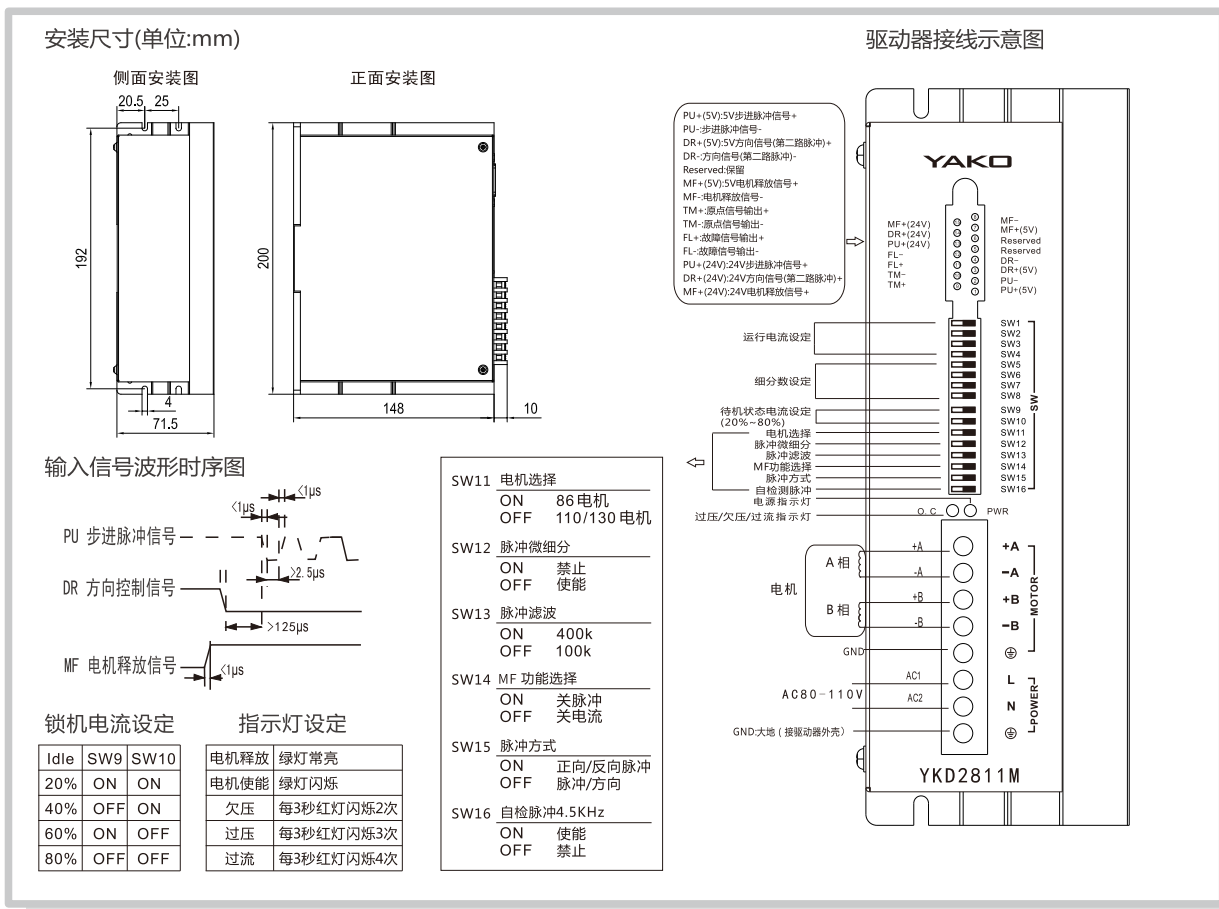 安装尺寸(单位:mm)
侧面安装图
正面安装图
20.5
25
192
200
4
71.5
148
10
输入信号波形时序图
<1μs
<1μs
PU 步进脉冲信号
>2.5μs
DR 方向控制信号
>125μs
MF 电机释放信号
<1μs
锁机电流设定
Idle SW9 SW10
20% ON ON
40% OFF ON
60% ON OFF
80% OFF OFF
指示灯设定
电机释放 绿灯常亮
电机使能 绿灯闪烁
欠压 每3秒红灯闪烁2次
过压 每3秒红灯闪烁3次
过流 每3秒红灯闪烁4次
SW11 电机选择
ON 86电机
OFF 110/130电机
SW12 脉冲微细分
ON 禁止
OFF 使能
SW13 脉冲滤波
ON 400k
OFF 100k
SW14 MF 功能选择
ON 关脉冲
OFF 关电流
SW15 脉冲方式
ON 正向/反向脉冲
OFF 脉冲/方向
SW16 自检脉冲4.5KHz
ON 使能
OFF 禁止
驱动器接线示意图
PU+(5V):5V步进脉冲信号+
PU-:步进脉冲信号-
DR+(5V):5V方向信号(第二路脉冲)+
DR-:方向信号(第二路脉冲)-
Reserved:保留
MF+(5V):5V电机释放信号+
MF-:电机释放信号-
TM+:原点信号输出+
TM-:原点信号输出-
FL+:故障信号输出+
FL-:故障信号输出-
PU+(24V):24V步进脉冲信号+
DR+(24V):24V方向信号(第二路脉冲)+
MF+(24V):24V电机释放信号+
YAKO
MF+(24V)
DR+(24V)
PU+(24V)
FL-
FL+
TM-
TM+
MF-
MF+(5V)
Reserved
Reserved
DR-
DR+(5V)
PU-
PU+(5V)
运行电流设定
细分数设定
待机状态电流设定
(20%~80%)
电机选择
脉冲微细分
脉冲滤波
MF功能选择
脉冲方式
自检测脉冲
电源指示灯
过压/欠压/过流指示灯
SW1
SW2
SW3
SW4
SW5
SW6
SW7
SW8
SW9
SW10
SW11
SW12
SW13
SW14
SW15
SW16
SW
O.C
PWR
电机
A相
B相
+A
-A
+B
-B
GND
AC80-110V
AC1
AC2
GND:大地(接驱动器外壳)
+A
-A
+B
-B
MOTOR
L
N
POWER
YKD2811M